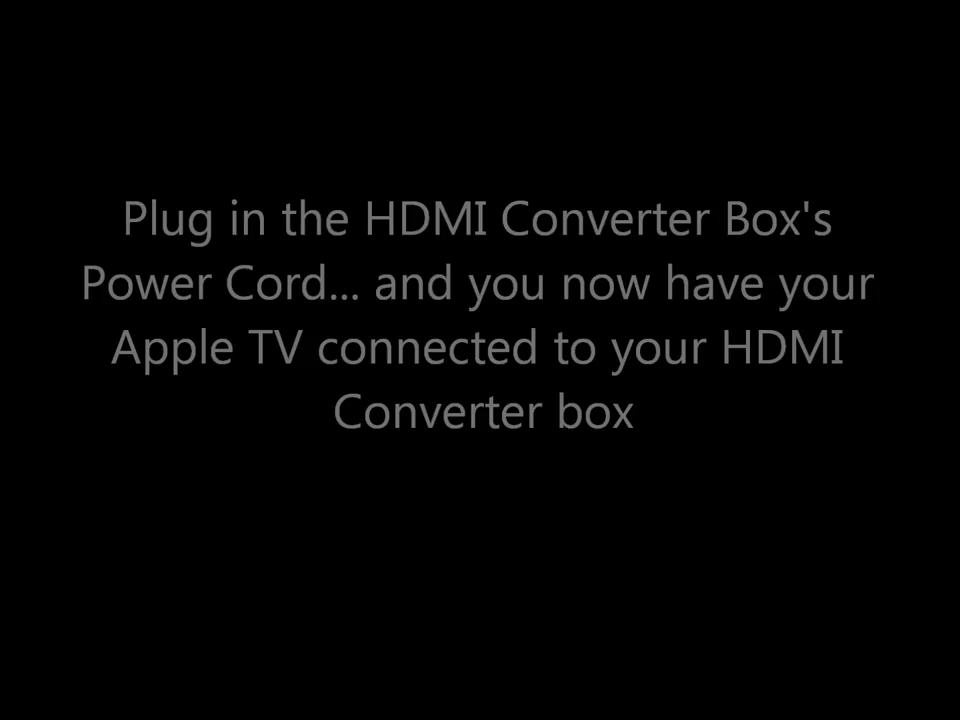 Plug in the HDMI Converter Box's
Power Cord... and you now have your
Apple TV connected to your HDMI
Converter box